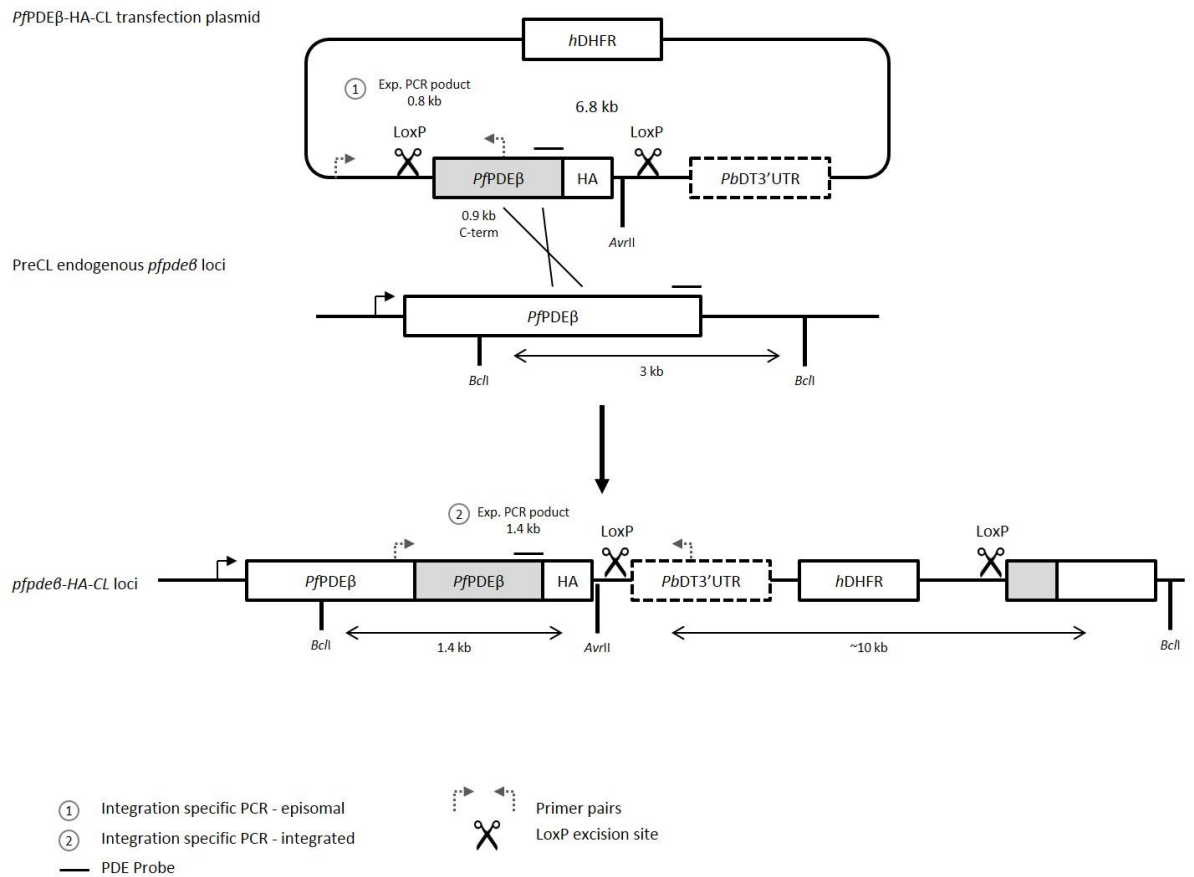 PfPDEβ-HA-CL transfection plasmid
hDHFR
1 Exp. PCR poduct
0.8 kb
6.8 kb
LoxP
LoxP
PfPDEβ
HA
PbDT3'UTR
0.9 kb
C-term
AvrII
PreCL endogenous pfpdeβ loci
PfPDEβ
BclI
3 kb
BclI
2 Exp. PCR poduct
1.4 kb
LoxP
LoxP
pfpdeβ-HA-CL loci
PfPDEβ
PfPDEβ
HA
PbDT3'UTR
hDHFR
BclI
1.4 kb
AvrII
~10 kb
BclI
1 Integration specific PCR - episomal
2 Integration specific PCR - integrated
PDE Probe
Primer pairs
LoxP excision site